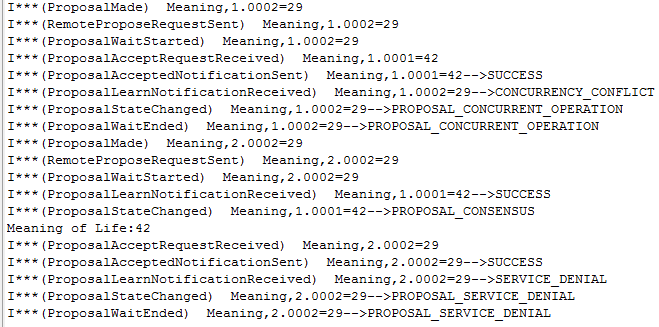 I***(ProposalMade)  Meaning,1.0002=29
I***(RemoteProposeRequestSent)  Meaning,1.0002=29
I***(ProposalWaitStarted)  Meaning,1.0002=29
I***(ProposalAcceptRequestReceived)  Meaning,1.0001=42
I***(ProposalAcceptedNotificationSent)  Meaning,1.0001=42-->SUCCESS
I***(ProposalLearnNotificationReceived)  Meaning,1.0002=29-->CONCURRENCY_CONFLICT
I***(ProposalStateChanged)  Meaning,1.0002=29-->PROPOSAL_CONCURRENT_OPERATION
I***(ProposalWaitEnded)  Meaning,1.0002=29-->PROPOSAL_CONCURRENT_OPERATION
I***(ProposalMade)  Meaning,2.0002=29
I***(RemoteProposeRequestSent)  Meaning,2.0002=29
I***(ProposalWaitStarted)  Meaning,2.0002=29
I***(ProposalLearnNotificationReceived)  Meaning,1.0001=42-->SUCCESS
I***(ProposalStateChanged)  Meaning,1.0001=42-->PROPOSAL_CONSENSUS
Meaning of Life:42
I***(ProposalAcceptRequestReceived)  Meaning,2.0002=29
I***(ProposalAcceptedNotificationSent)  Meaning,2.0002=29-->SUCCESS
I***(ProposalLearnNotificationReceived)  Meaning,2.0002=29-->SERVICE_DENIAL
I***(ProposalStateChanged)  Meaning,2.0002=29-->PROPOSAL_SERVICE_DENIAL
I***(ProposalWaitEnded)  Meaning,2.0002=29-->PROPOSAL_SERVICE_DENIAL